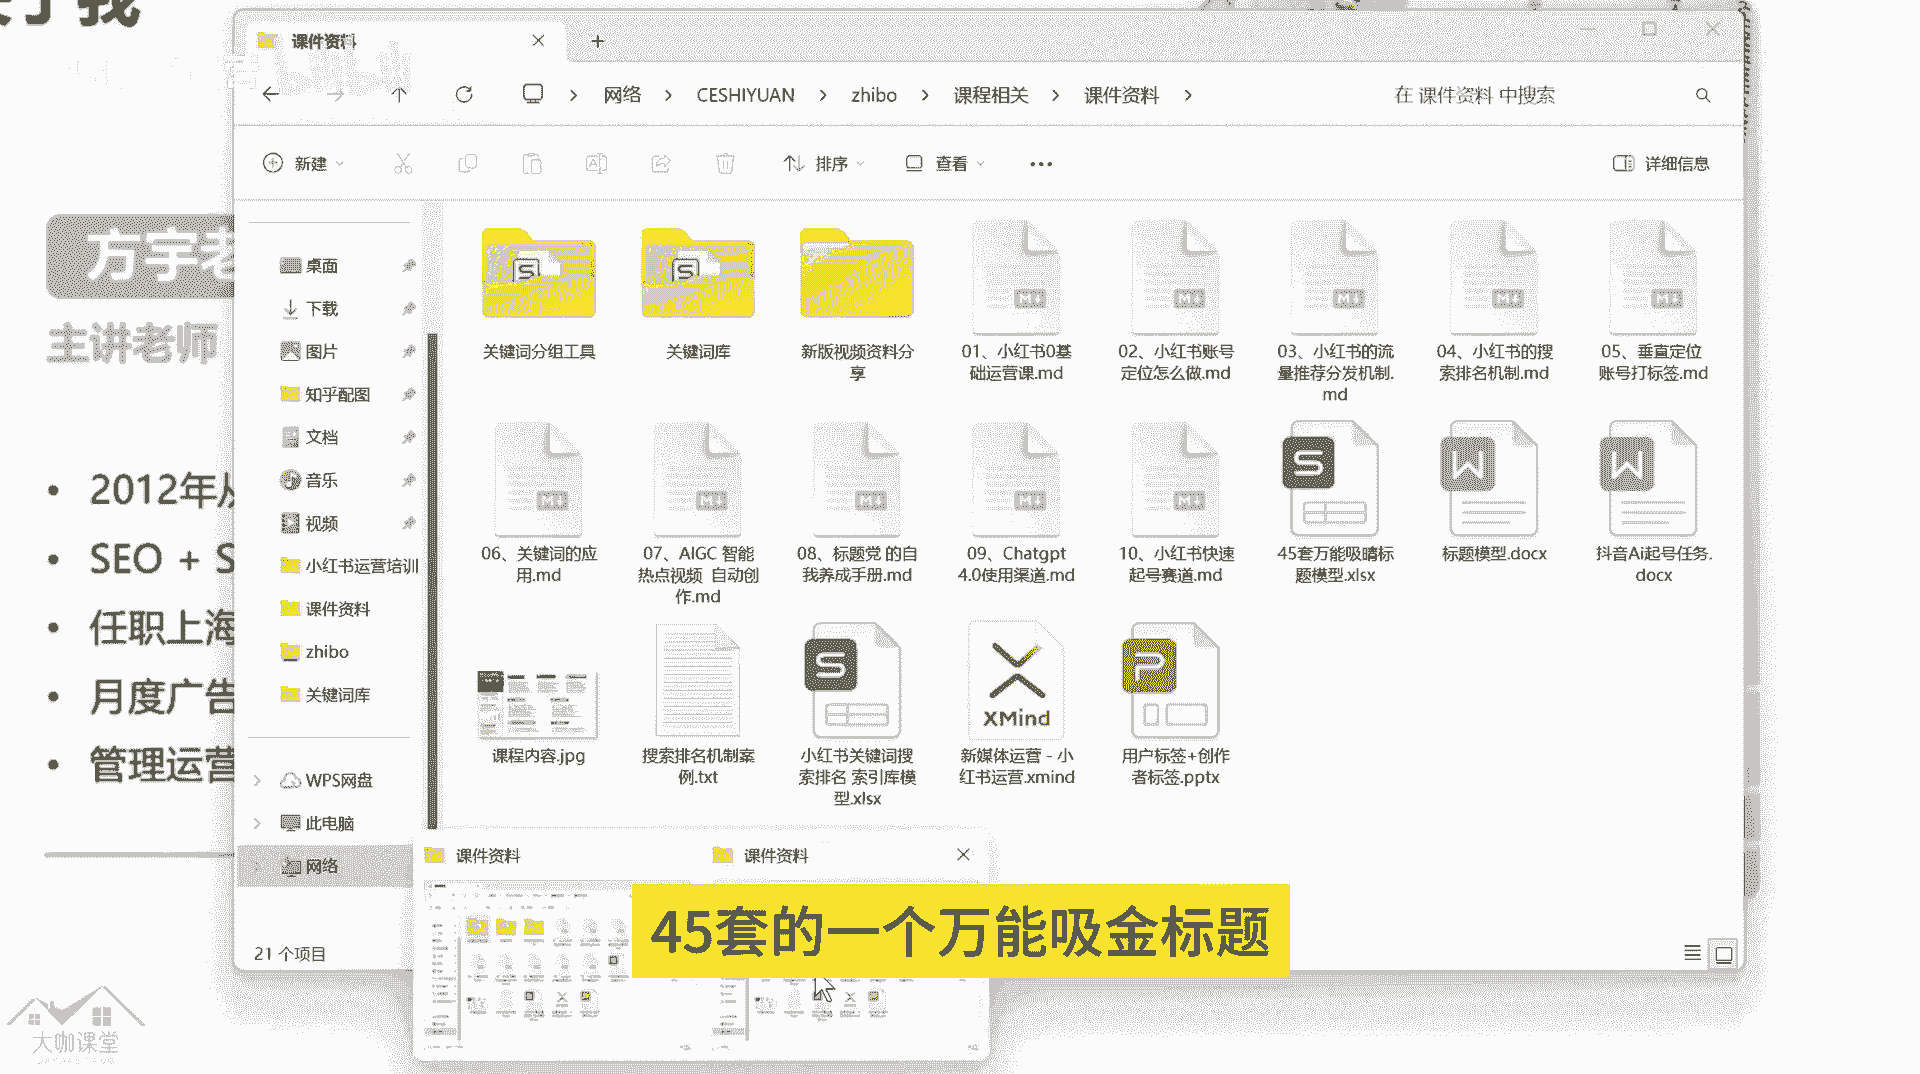 课件资料
网络
CESHIYUAN
zhibo
课程相关
课件资料
在 课件资料 中搜索
新建
排序
查看
详细信息
方宇老
主讲老师
2012年从
SEO + S
任职上海
月度广告
管理运营
桌面
下载
图片
知乎配图
文档
音乐
视频
小红书运营培训
课件资料
zhibo
关键词库
WPS网盘
此电脑
网络
21 个项目
关键词分组工具
关键词库
新版视频资料分
享
01、小红书0基
础运营课.md
02、小红书账号
定位怎么做.md
03、小红书的流
量推荐分发机制.
md
04、小红书的搜
索排名机制.md
05、垂直定位
账号打标签.md
06、关键词的应
用.md
07、AIGC 智能
热点视频 自动创
作.md
08、标题党 的自
我养成手册.md
09、Chatgpt
4.0使用渠道.md
10、小红书快速
起号赛道.md
45套万能吸睛标
题模型.xlsx
标题模型.docx
抖音Ai起号任务.
docx
课程内容.jpg
搜索排名机制案
例.txt
小红书关键词搜
索排名 索引库模
型.xlsx
XMind
新媒体运营 - 小
红书运营.xmind
用户标签+创作
者标签.pptx
课件资料
课件资料
45套的一个万能吸金标题
大咖课堂